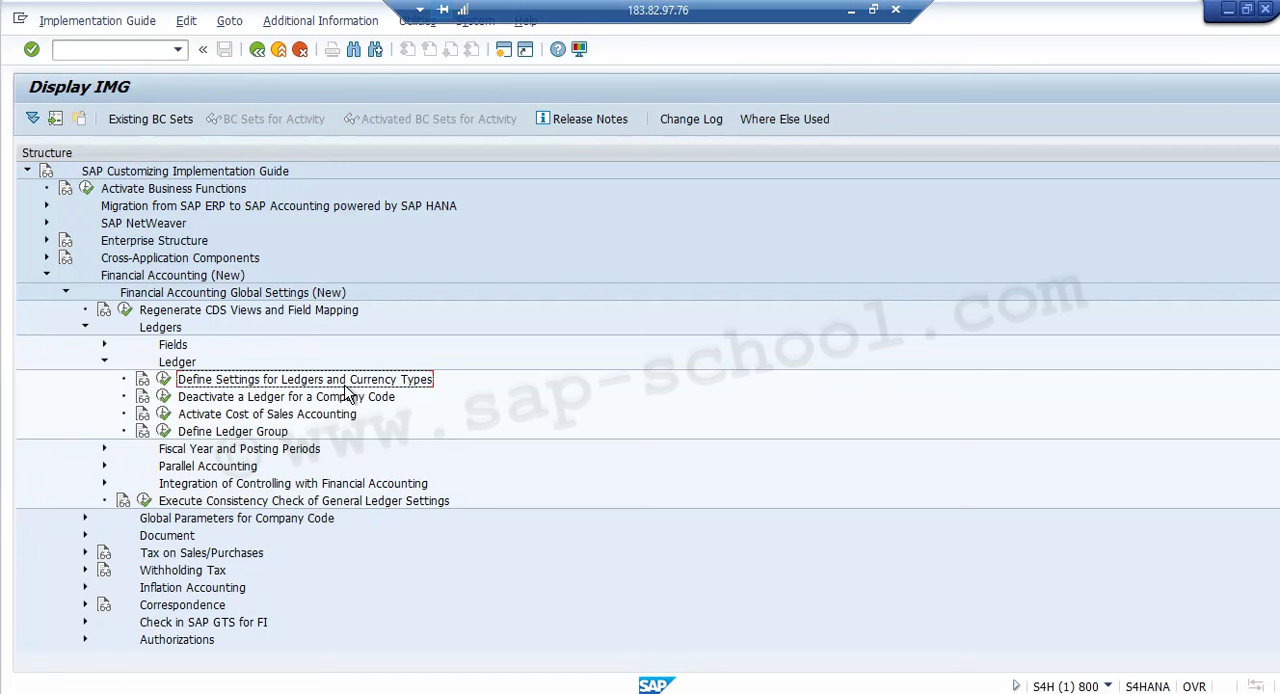 183.82.97.76
Implementation Guide Edit Goto Additional Information Utilities System Help
Display IMG
Existing BC Sets BC Sets for Activity Activated BC Sets for Activity Release Notes Change Log Where Else Used
Structure
SAP Customizing Implementation Guide
Activate Business Functions
Migration from SAP ERP to SAP Accounting powered by SAP HANA
SAP NetWeaver
Enterprise Structure
Cross-Application Components
Financial Accounting (New)
Financial Accounting Global Settings (New)
Regenerate CDS Views and Field Mapping
Ledgers
Fields
Ledger
Define Settings for Ledgers and Currency Types
Deactivate a Ledger for a Company Code
Activate Cost of Sales Accounting
Define Ledger Group
Fiscal Year and Posting Periods
Parallel Accounting
Integration of Controlling with Financial Accounting
Execute Consistency Check of General Ledger Settings
Global Parameters for Company Code
Document
Tax on Sales/Purchases
Withholding Tax
Inflation Accounting
Correspondence
Check in SAP GTS for FI
Authorizations
© www.sap-school.com
SAP
S4H (1) 800 S4HANA OVR